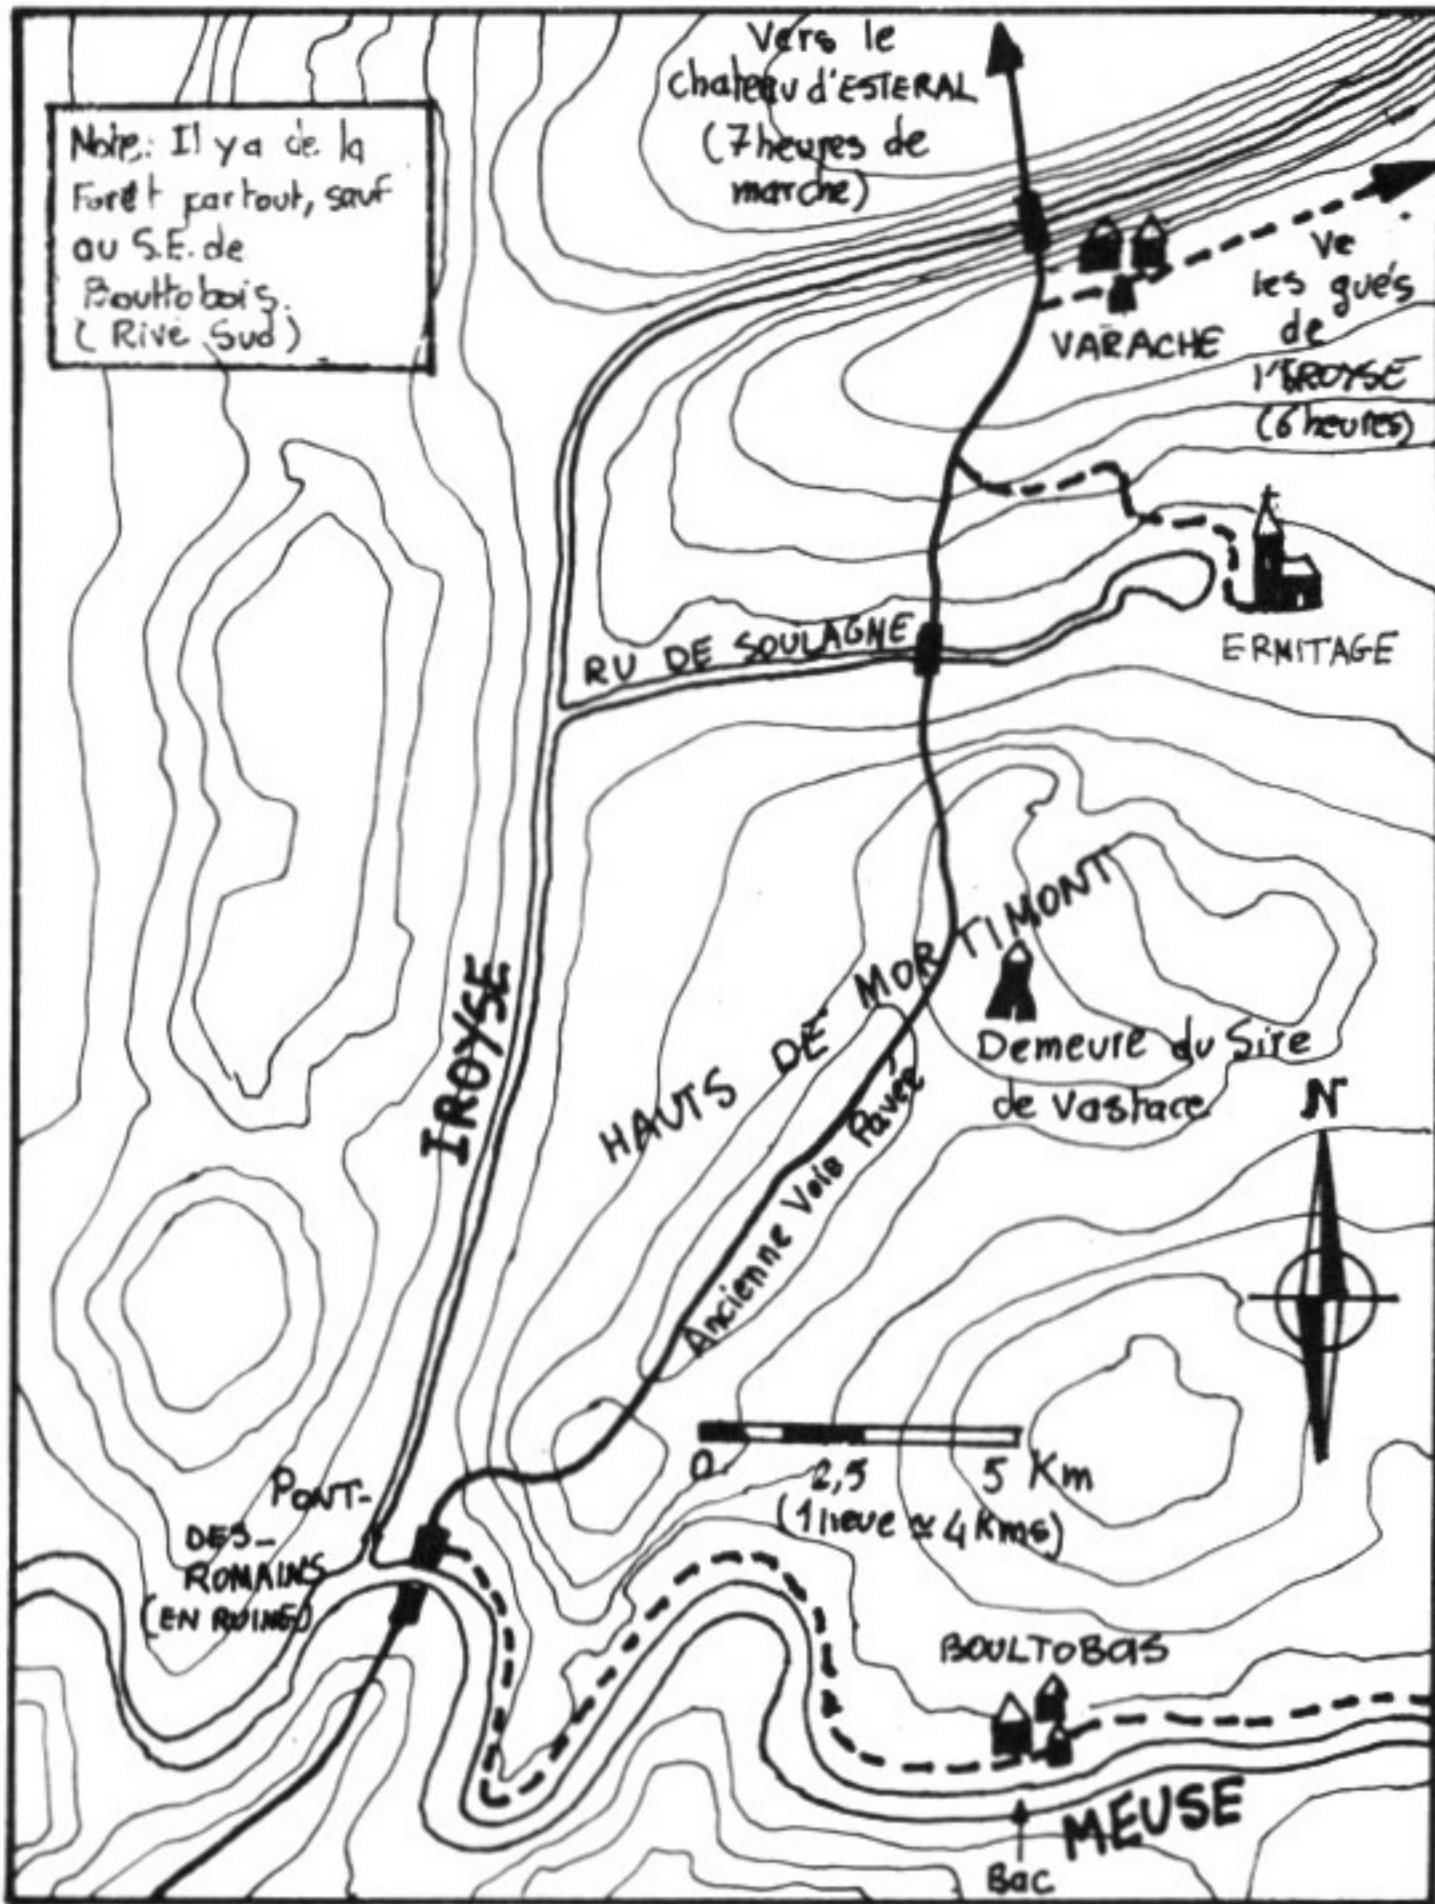 Vers le
chateau d'ESTERAL
(7 heures de
marche)
Note: Il y a de la
Forêt partout, sauf
au S.E. de
Boultobois.
(Rive Sud)
Ve
les gués
de
l'IROYSE
(6 heures)
VARACHE
ERMITAGE
RU DE SOULAGNE
IROYSE
HAUTS DE MORTIMONT
Demeure du Sire
de Vastrace
Ancienne Voie Pavée
N
0 2,5 5 Km
(1 lieue ≃ 4 Kms)
PONT-
DES-
ROMAINS
(EN RUINE)
BOULTOBOIS
MEUSE
Bac